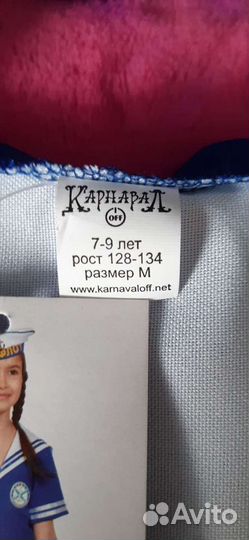 КАРНАВАЛ
OFF
7-9 лет
рост 128-134
размер М
www.karnavaloff.net
Avito